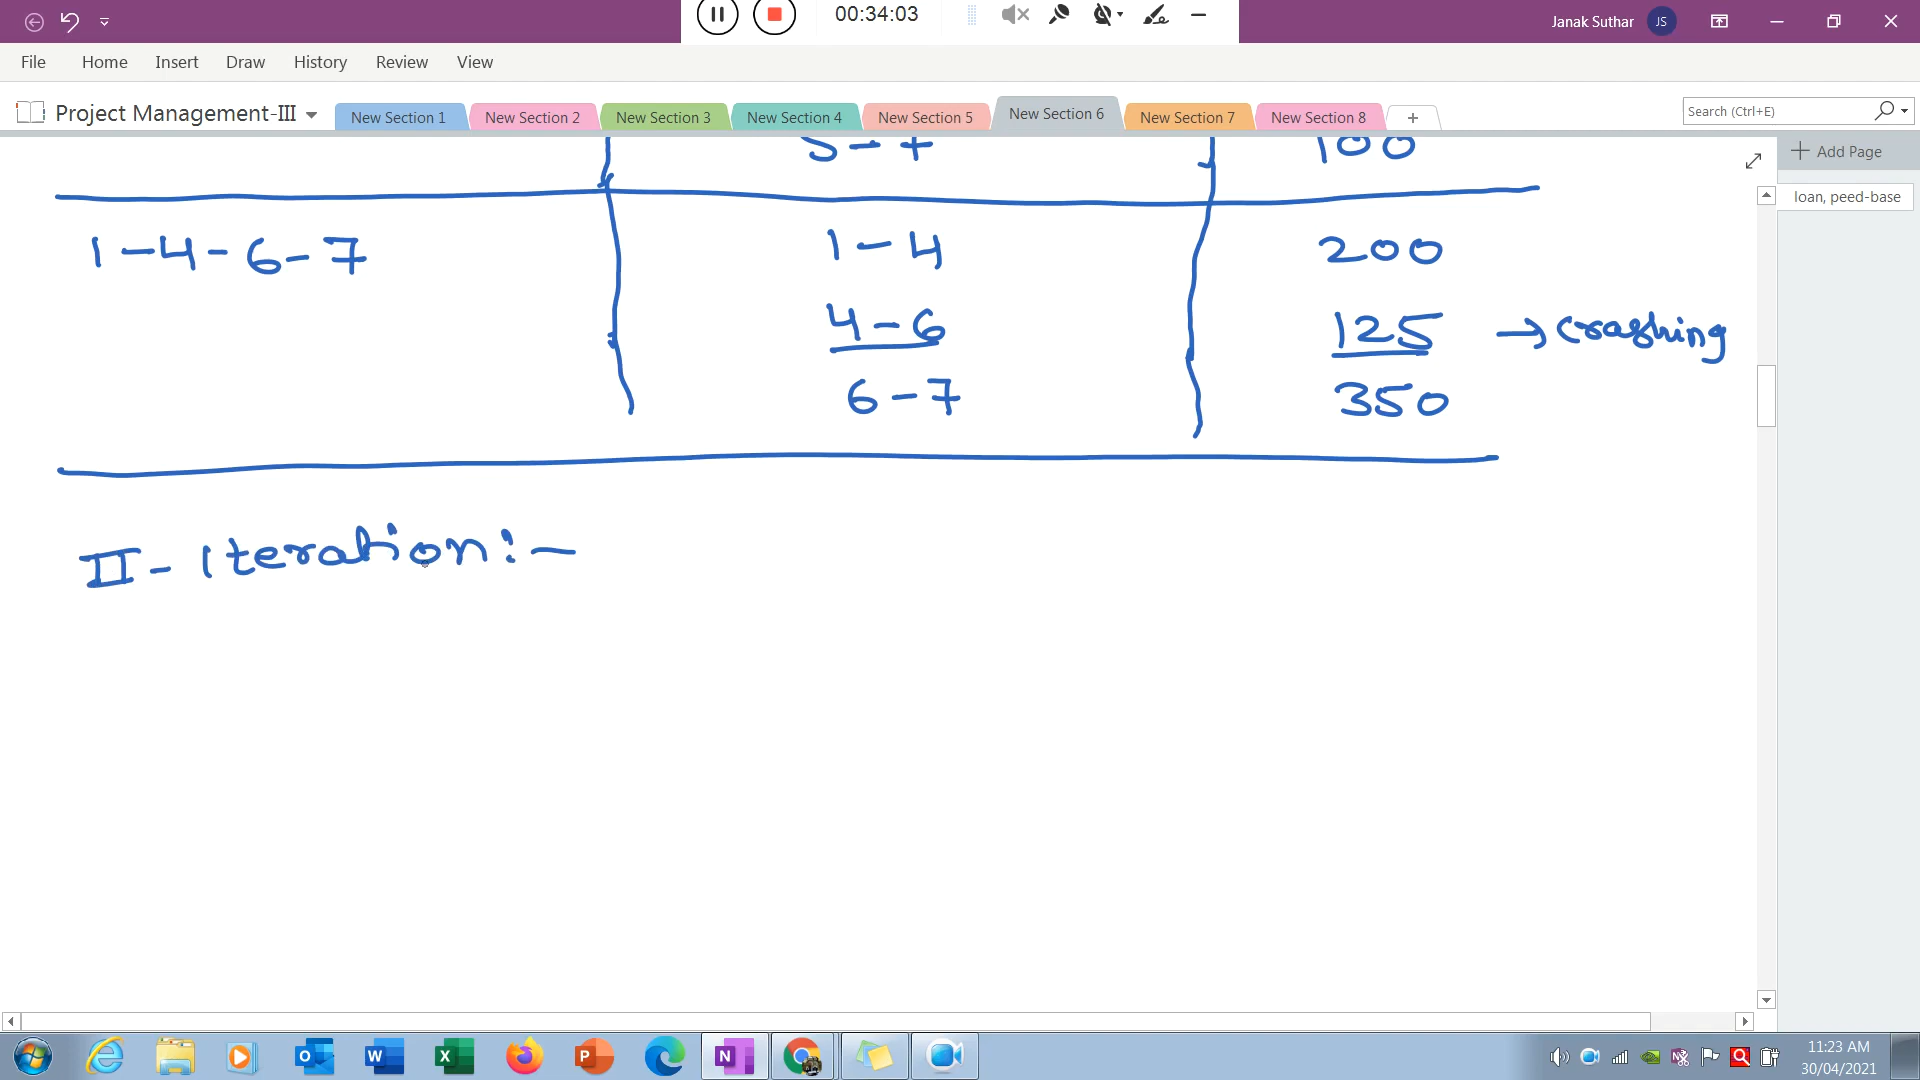 00:34:03
Janak Suthar JS
File Home Insert Draw History Review View
Project Management-III New Section 1 New Section 2 New Section 3 New Section 4 New Section 5 New Section 6 New Section 7 New Section 8 + Search (Ctrl+E)
Add Page
loan, peed-base
5-7 100
1-4-6-7 1-4 200
4-6 125 → crashing
6-7 350
II- Iteration:-
11:23 AM
30/04/2021